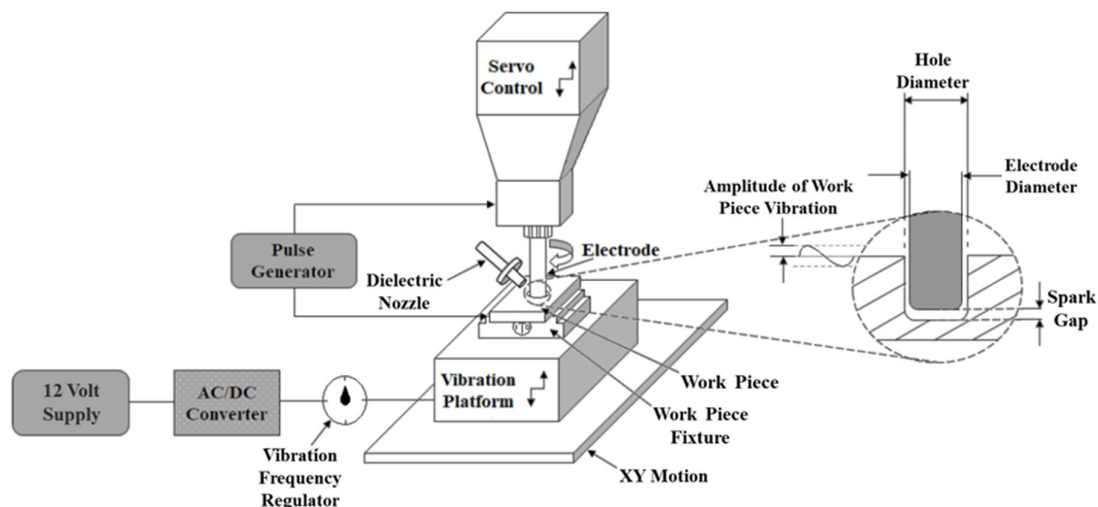 Servo
Control
Hole
Diameter
Amplitude of Work
Piece Vibration
Electrode
Diameter
Pulse
Generator
Dielectric
Nozzle
Electrode
Spark
Gap
12 Volt
Supply
AC/DC
Converter
Vibration
Frequency
Regulator
Vibration
Platform
Work Piece
Work Piece
Fixture
XY Motion